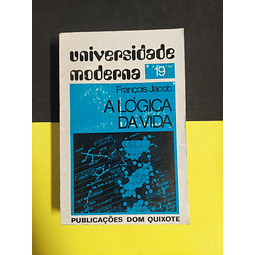 universidade
moderna
19
François Jacob
A LÓGICA
DA VIDA
PUBLICAÇÕES DOM QUIXOTE